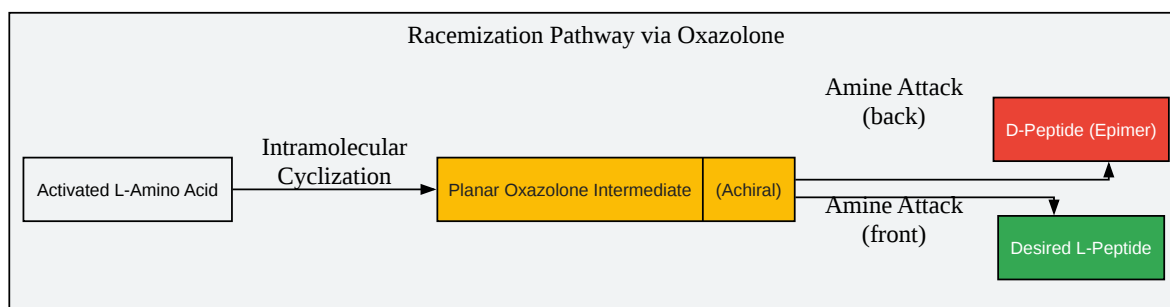 Racemization Pathway via Oxazolone
Amine Attack
(back)
D-Peptide (Epimer)
Intramolecular
Cyclization
Activated L-Amino Acid
Planar Oxazolone Intermediate
(Achiral)
Amine Attack
(front)
Desired L-Peptide